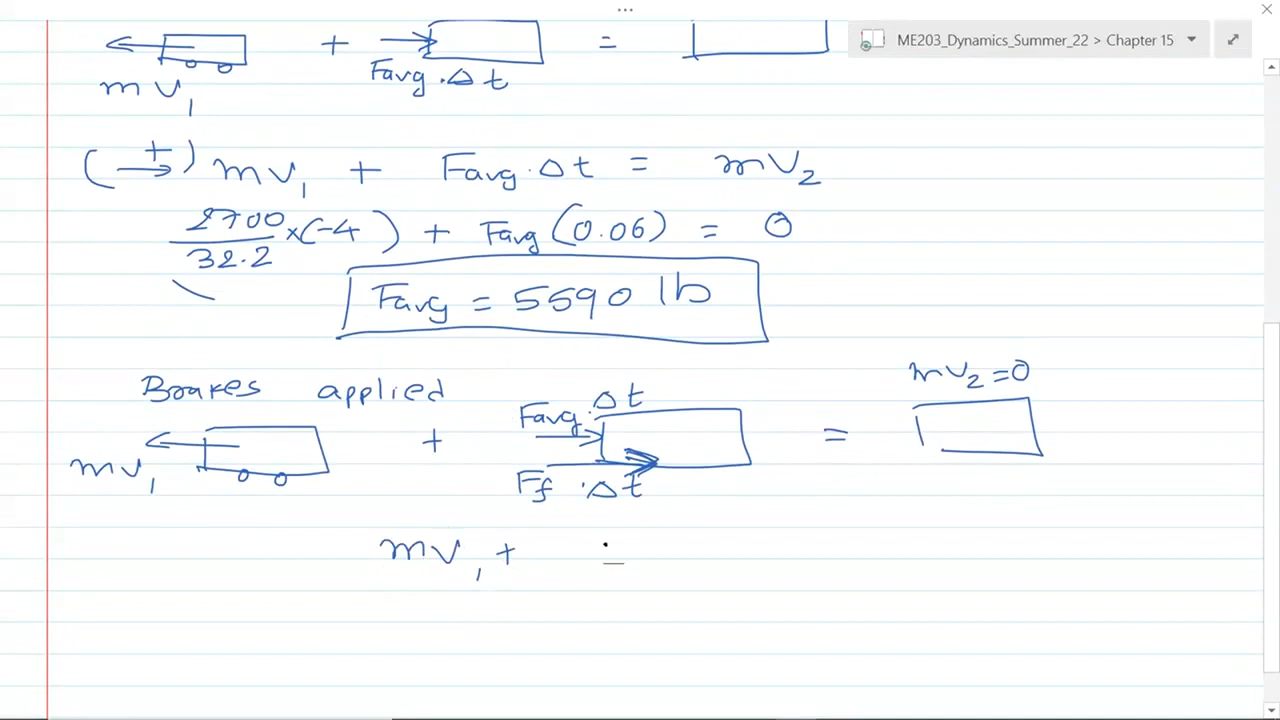 ME203_Dynamics_Summer_22 > Chapter 15
+ =
mv₁ Favg.Δt
(→+) mv₁ + Favg.Δt = mv₂
2700/32.2 ×(-4) + Favg(0.06) = 0
Favg = 5590 lb
Brakes applied
mv₂=0
Favg.Δt
+ =
mv₁ Ff .Δt
mv₁ +